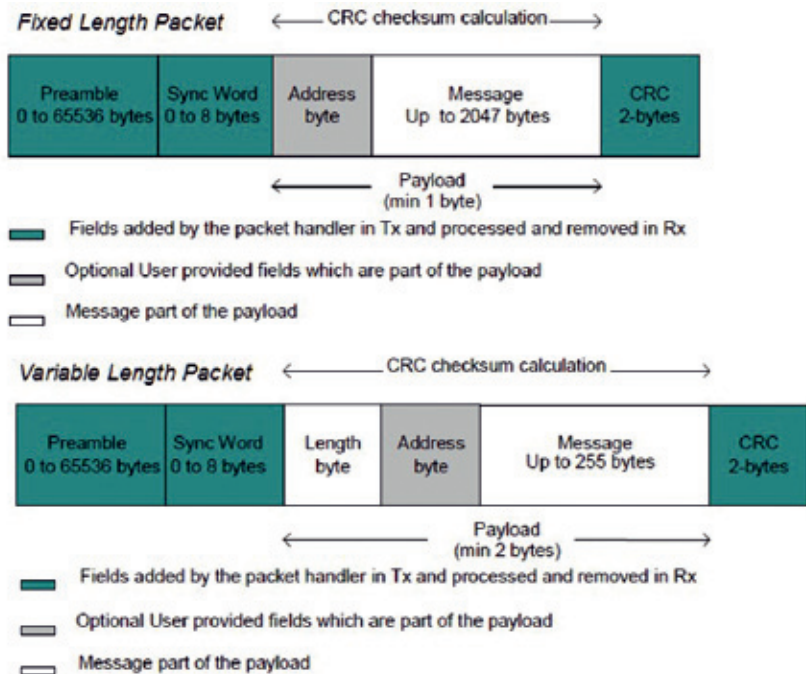 Fixed Length Packet
CRC checksum calculation
Preamble
0 to 65536 bytes
Sync Word
0 to 8 bytes
Address
byte
Message
Up to 2047 bytes
CRC
2-bytes
Payload
(min 1 byte)
Fields added by the packet handler in Tx and processed and removed in Rx
Optional User provided fields which are part of the payload
Message part of the payload
Variable Length Packet
CRC checksum calculation
Preamble
0 to 65536 bytes
Sync Word
0 to 8 bytes
Length
byte
Address
byte
Message
Up to 255 bytes
CRC
2-bytes
Payload
(min 2 bytes)
Fields added by the packet handler in Tx and processed and removed in Rx
Optional User provided fields which are part of the payload
Message part of the payload